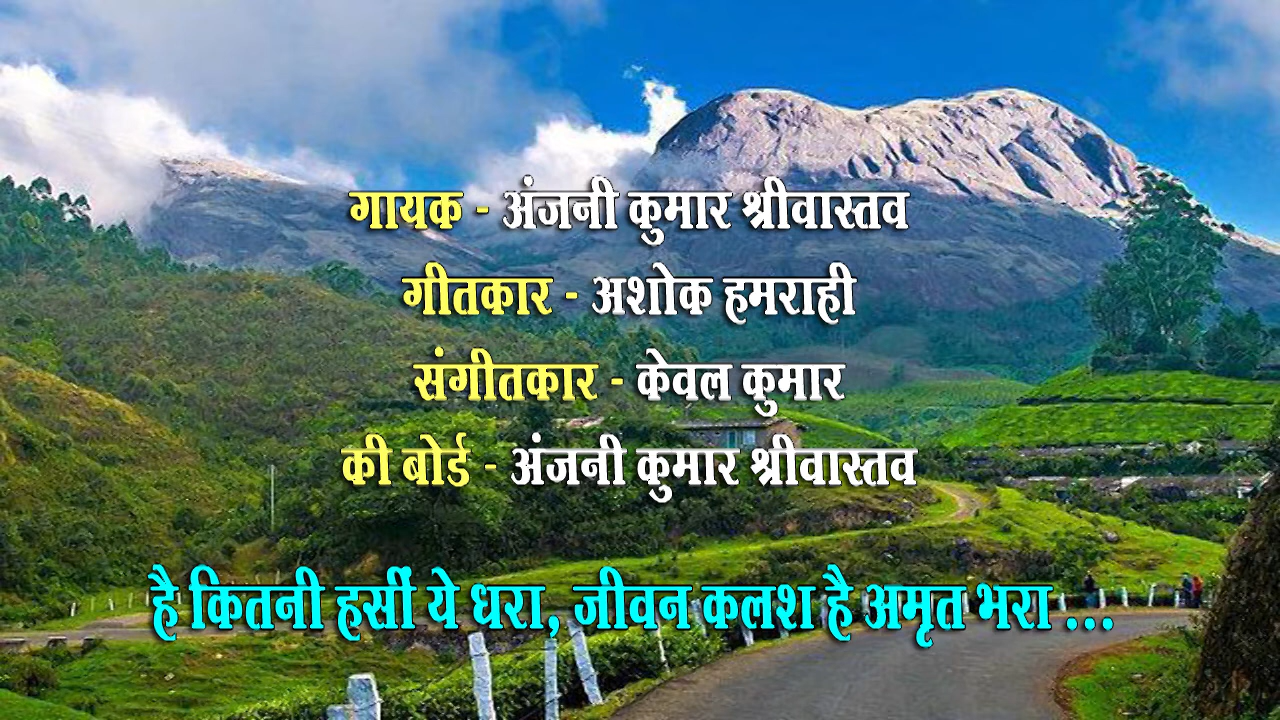 गायक - अंजनी कुमार श्रीवास्तव
गीतकार - अशोक हमराही
संगीतकार - केवल कुमार
की बोर्ड - अंजनी कुमार श्रीवास्तव
है कितनी हसीं ये धरा, जीवन कलश है अमृत भरा ...